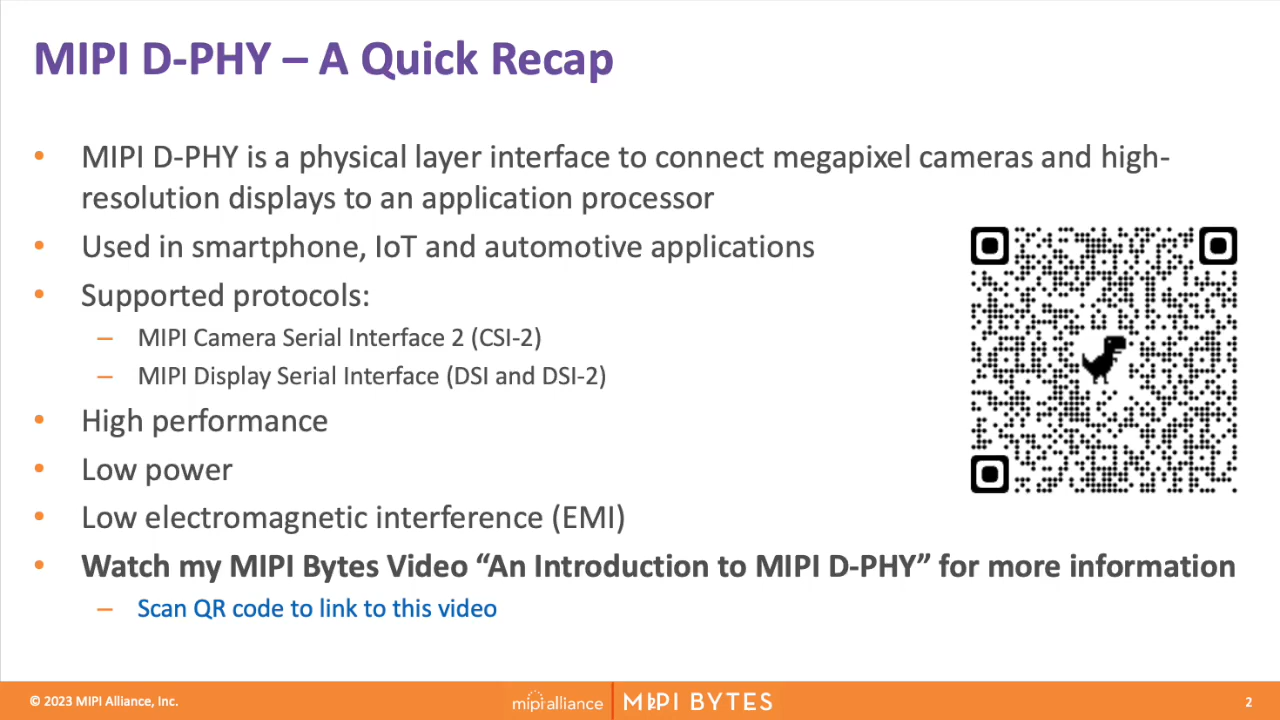 MIPI D-PHY – A Quick Recap
• MIPI D-PHY is a physical layer interface to connect megapixel cameras and high-
resolution displays to an application processor
• Used in smartphone, IoT and automotive applications
• Supported protocols:
– MIPI Camera Serial Interface 2 (CSI-2)
– MIPI Display Serial Interface (DSI and DSI-2)
• High performance
• Low power
• Low electromagnetic interference (EMI)
• Watch my MIPI Bytes Video “An Introduction to MIPI D-PHY” for more information
– Scan QR code to link to this video
© 2023 MIPI Alliance, Inc.
mipi alliance
MIPI BYTES
2